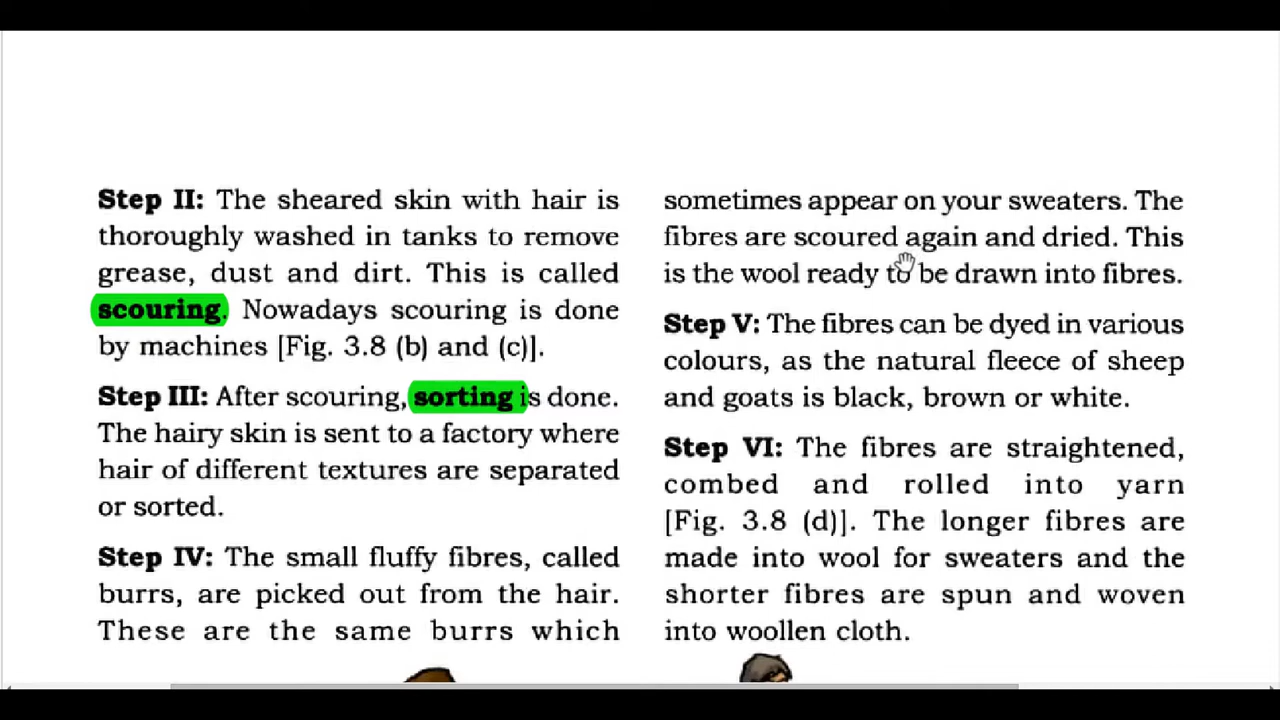 Step II: The sheared skin with hair is
thoroughly washed in tanks to remove
grease, dust and dirt. This is called
scouring. Nowadays scouring is done
by machines [Fig. 3.8 (b) and (c)].
Step III: After scouring, sorting is done.
The hairy skin is sent to a factory where
hair of different textures are separated
or sorted.
Step IV: The small fluffy fibres, called
burrs, are picked out from the hair.
These are the same burrs which
sometimes appear on your sweaters. The
fibres are scoured again and dried. This
is the wool ready to be drawn into fibres.
Step V: The fibres can be dyed in various
colours, as the natural fleece of sheep
and goats is black, brown or white.
Step VI: The fibres are straightened,
combed and rolled into yarn
[Fig. 3.8 (d)]. The longer fibres are
made into wool for sweaters and the
shorter fibres are spun and woven
into woollen cloth.